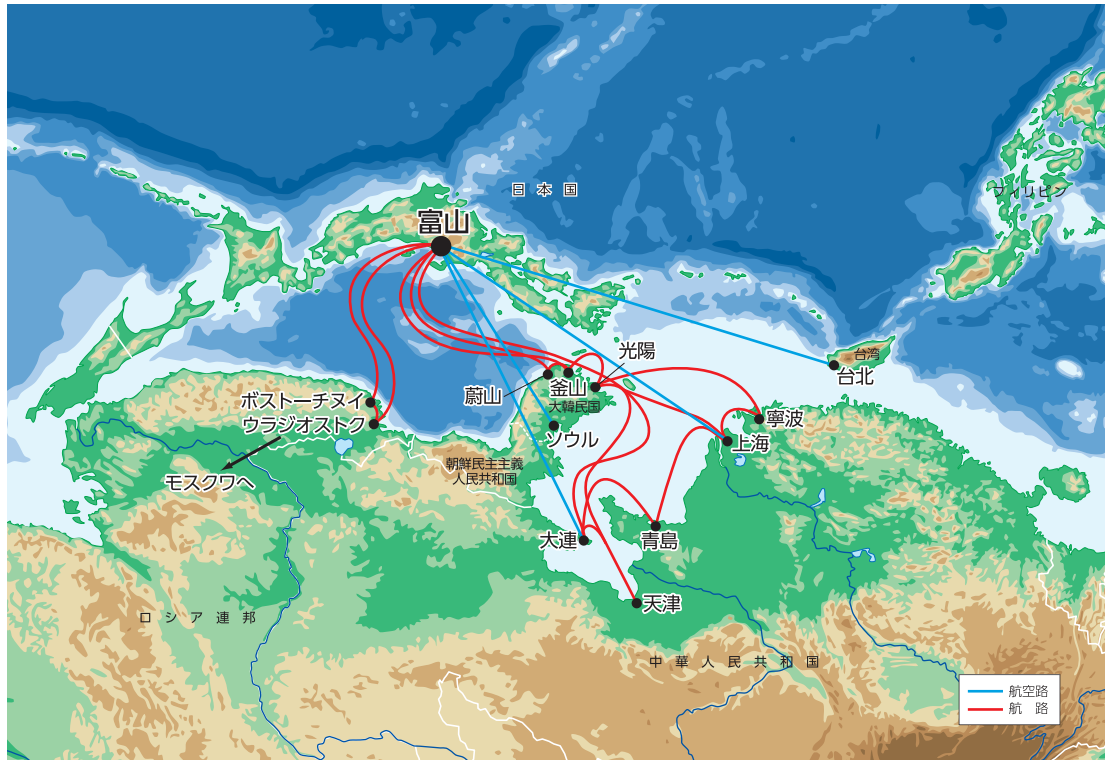 日本国
フィリピン
富山
光陽
台湾
台北
蔚山
釜山
大韓民国
ボストーチヌイ
ウラジオストク
寧波
ソウル
上海
朝鮮民主主義
人民共和国
モスクワへ
大連
青島
天津
ロシア連邦
中華人民共和国
航空路
航 路